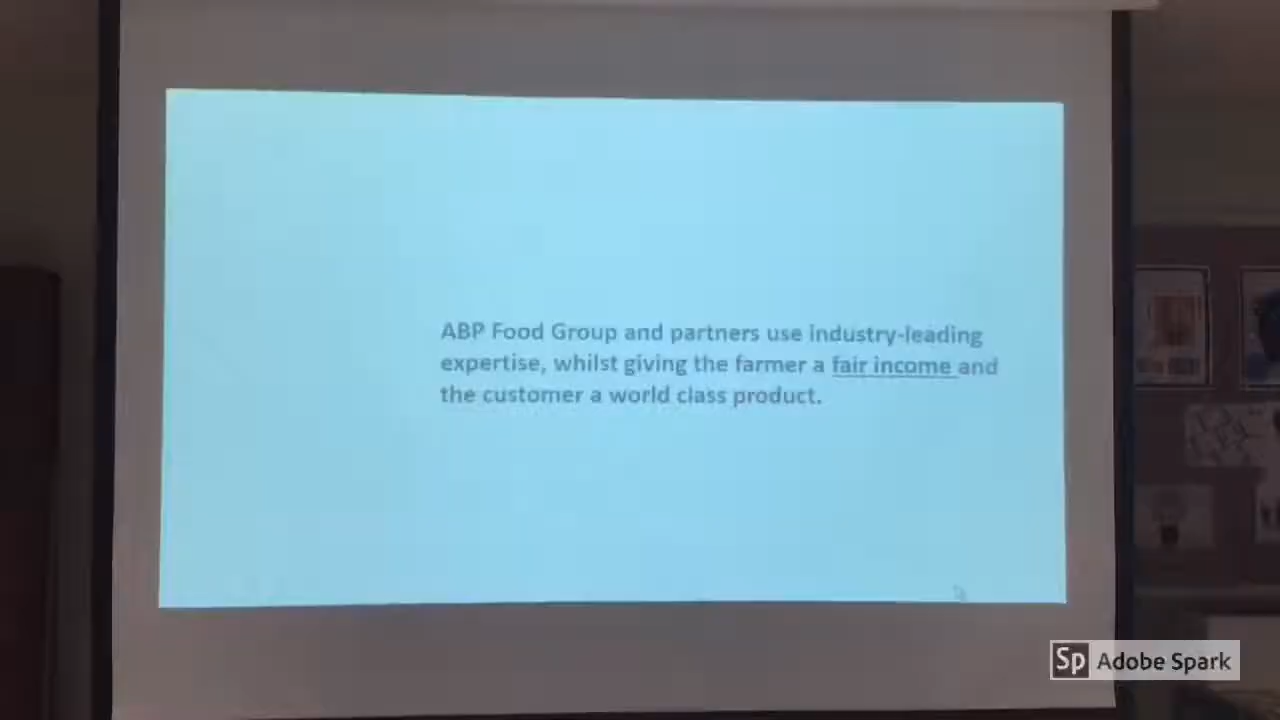 ABP Food Group and partners use industry-leading
expertise, whilst giving the farmer a fair income and
the customer a world class product.
Sp Adobe Spark